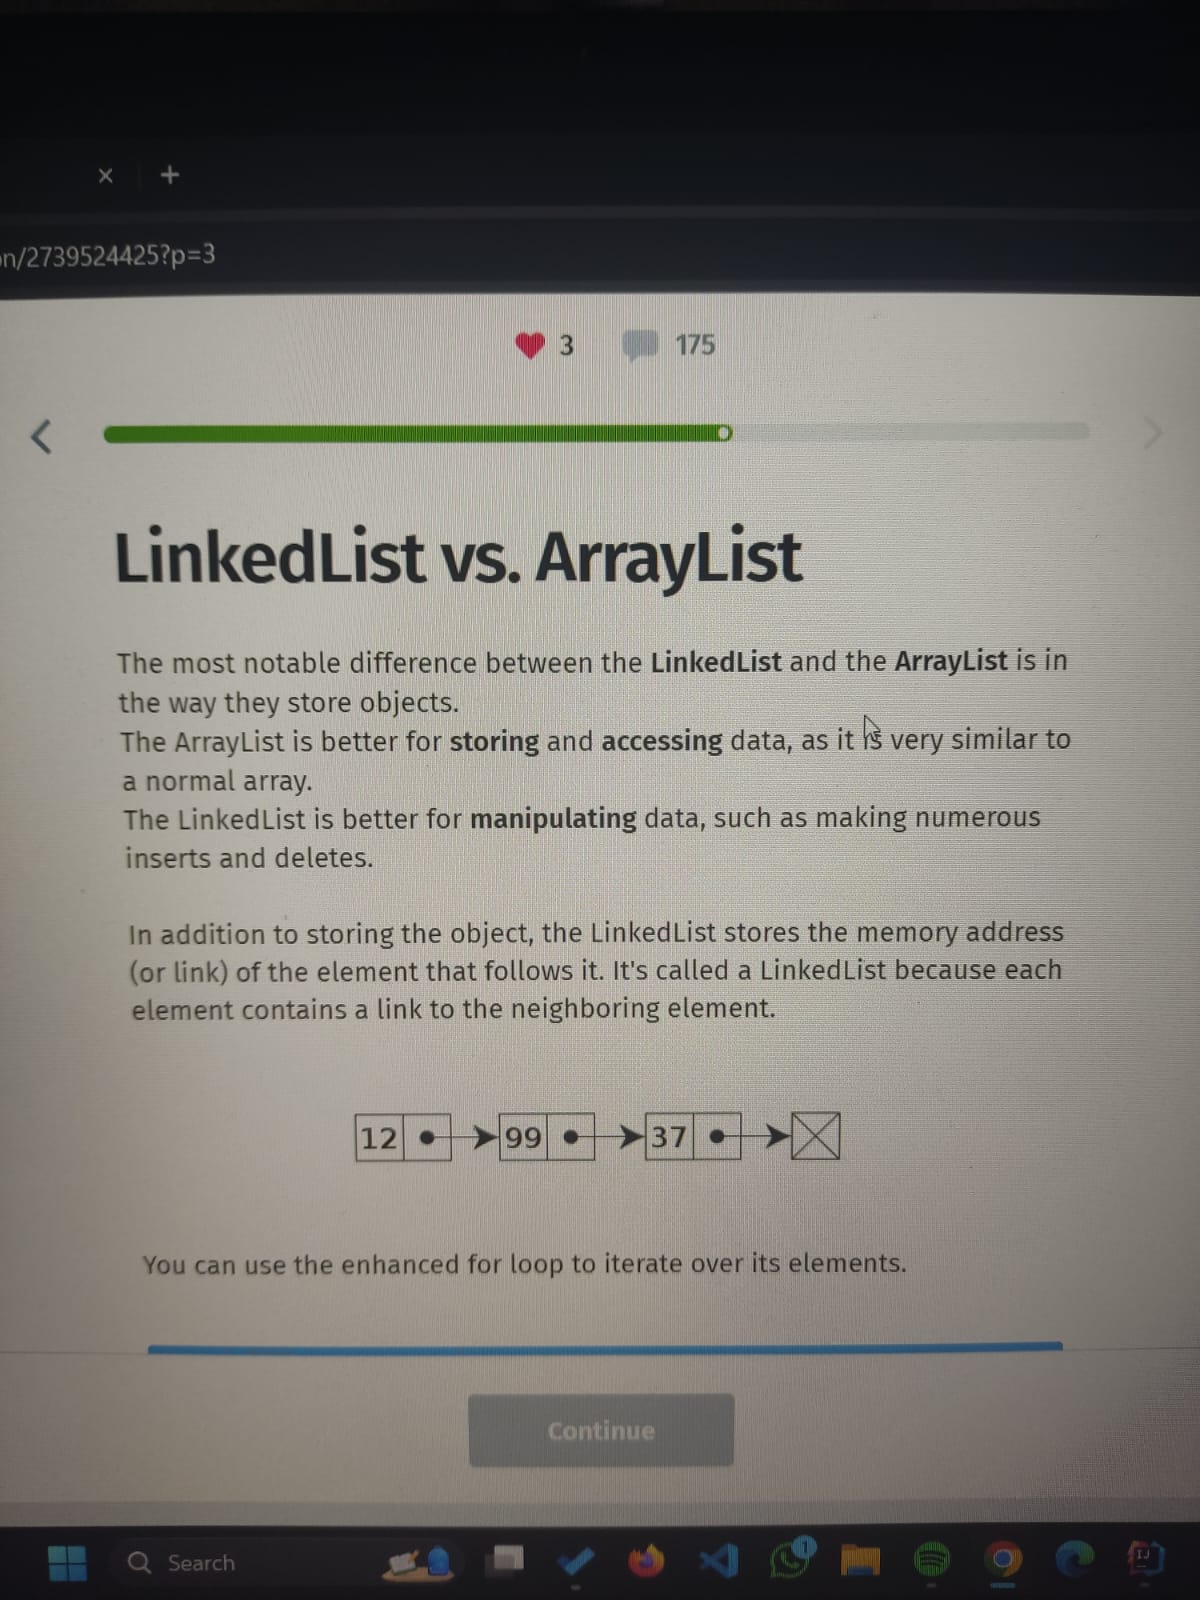 n/2739524425?p=3
3 175
LinkedList vs. ArrayList
The most notable difference between the LinkedList and the ArrayList is in
the way they store objects.
The ArrayList is better for storing and accessing data, as it is very similar to
a normal array.
The LinkedList is better for manipulating data, such as making numerous
inserts and deletes.
In addition to storing the object, the LinkedList stores the memory address
(or link) of the element that follows it. It's called a LinkedList because each
element contains a link to the neighboring element.
12 99 37
You can use the enhanced for loop to iterate over its elements.
Continue
Search
1
IJ